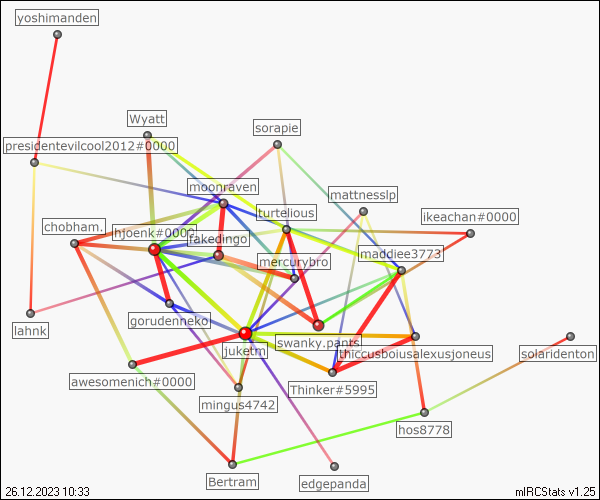 yoshimanden
Wyatt
sorapie
presidentevilcool2012#0000
moonraven
mattnesslp
turtelious
ikeachan#0000
chobham.
hjoenk#0000
fakedingo
maddiee3773
mercurybro
gorudenneko
lahnk
swanky.pants
juketm
thiccusboiusalexusjoneus
solaridenton
awesomenich#0000
Thinker#5995
mingus4742
hos8778
Bertram
edgepanda
26.12.2023 10:33
mIRCStats v1.25